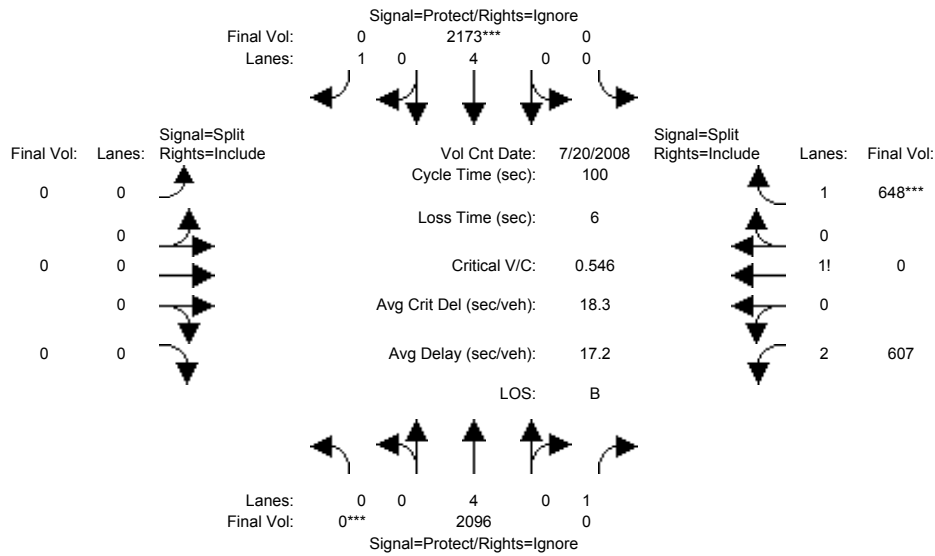 Signal=Protect/Rights=Ignore
Final Vol: 0 2173*** 0
Lanes: 1 0 4 0 0
Signal=Split Signal=Split
Final Vol: Lanes: Rights=Include Vol Cnt Date: 7/20/2008 Rights=Include Lanes: Final Vol:
Cycle Time (sec): 100
0 0 1 648***
Loss Time (sec): 6
0 0
0 0 Critical V/C: 0.546 1! 0
0 Avg Crit Del (sec/veh): 18.3 0
0 0 Avg Delay (sec/veh): 17.2 2 607
LOS: B
Lanes: 0 0 4 0 1
Final Vol: 0*** 2096 0
Signal=Protect/Rights=Ignore